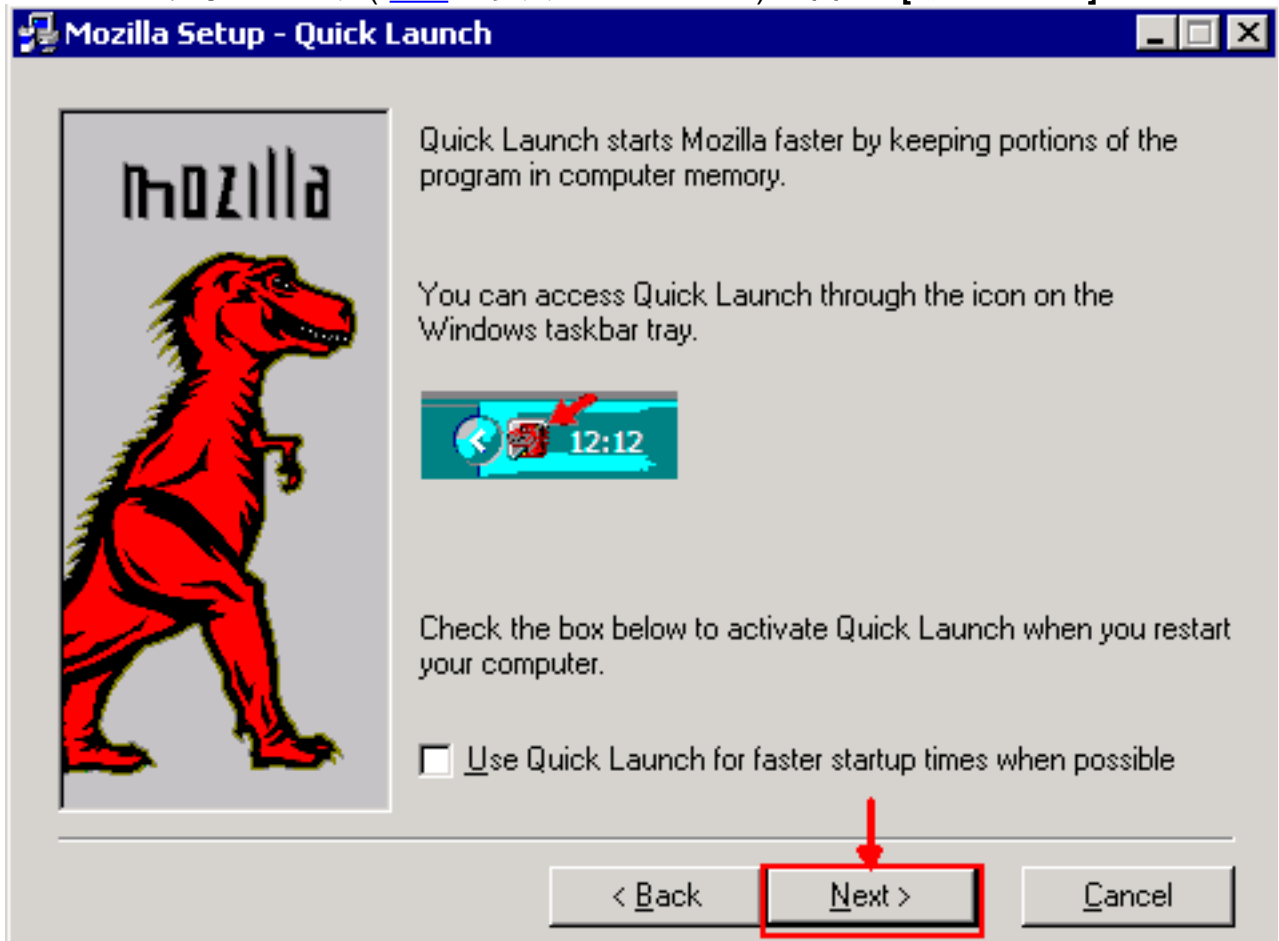 Mozilla Setup - Quick Launch
mozilla
Quick Launch starts Mozilla faster by keeping portions of the
program in computer memory.
You can access Quick Launch through the icon on the
Windows taskbar tray.
12:12
Check the box below to activate Quick Launch when you restart
your computer.
Use Quick Launch for faster startup times when possible
< Back Next > Cancel